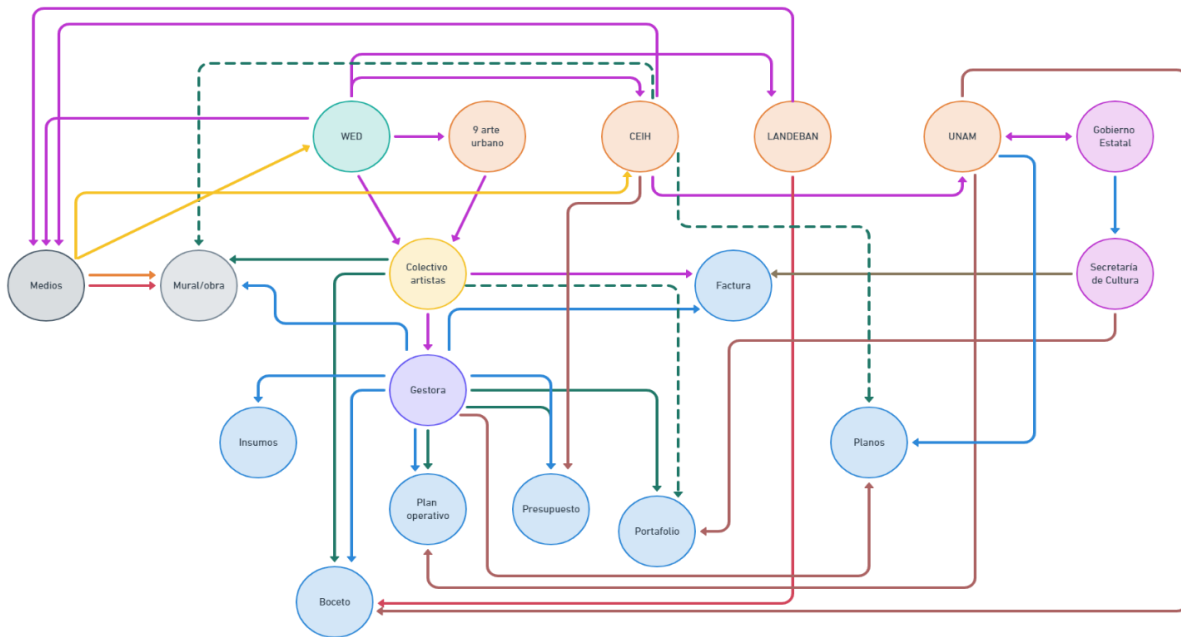 WED
9 arte
urbano
CEIH
LANDEBAN
UNAM
Gobierno
Estatal
Medios
Mural/obra
Colectivo
artistas
Factura
Secretaría
de Cultura
Gestora
Insumos
Planos
Plan
operativo
Presupuesto
Portafolio
Boceto